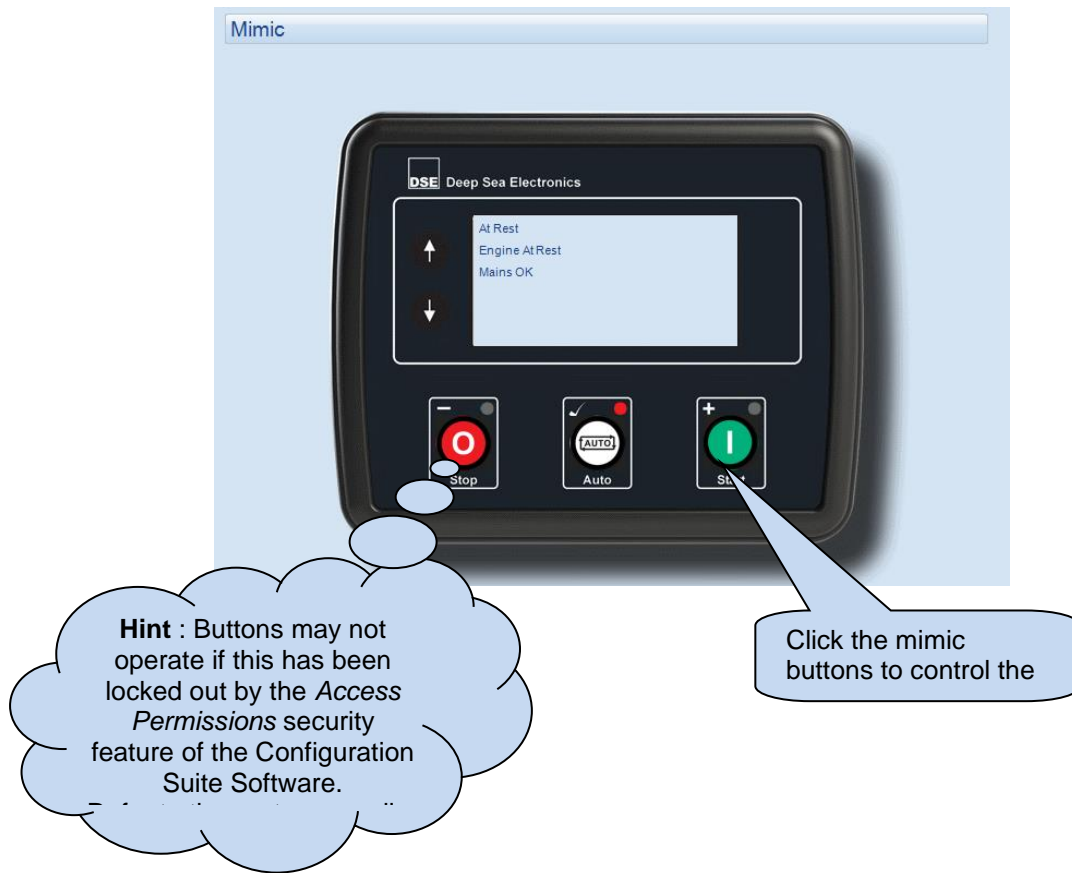 Mimic
DSE Deep Sea Electronics
At Rest
Engine At Rest
Mains OK
− ✓ +
O AUTO I
Stop Auto Start
Hint : Buttons may not
operate if this has been
locked out by the Access
Permissions security
feature of the Configuration
Suite Software.
Click the mimic
buttons to control the